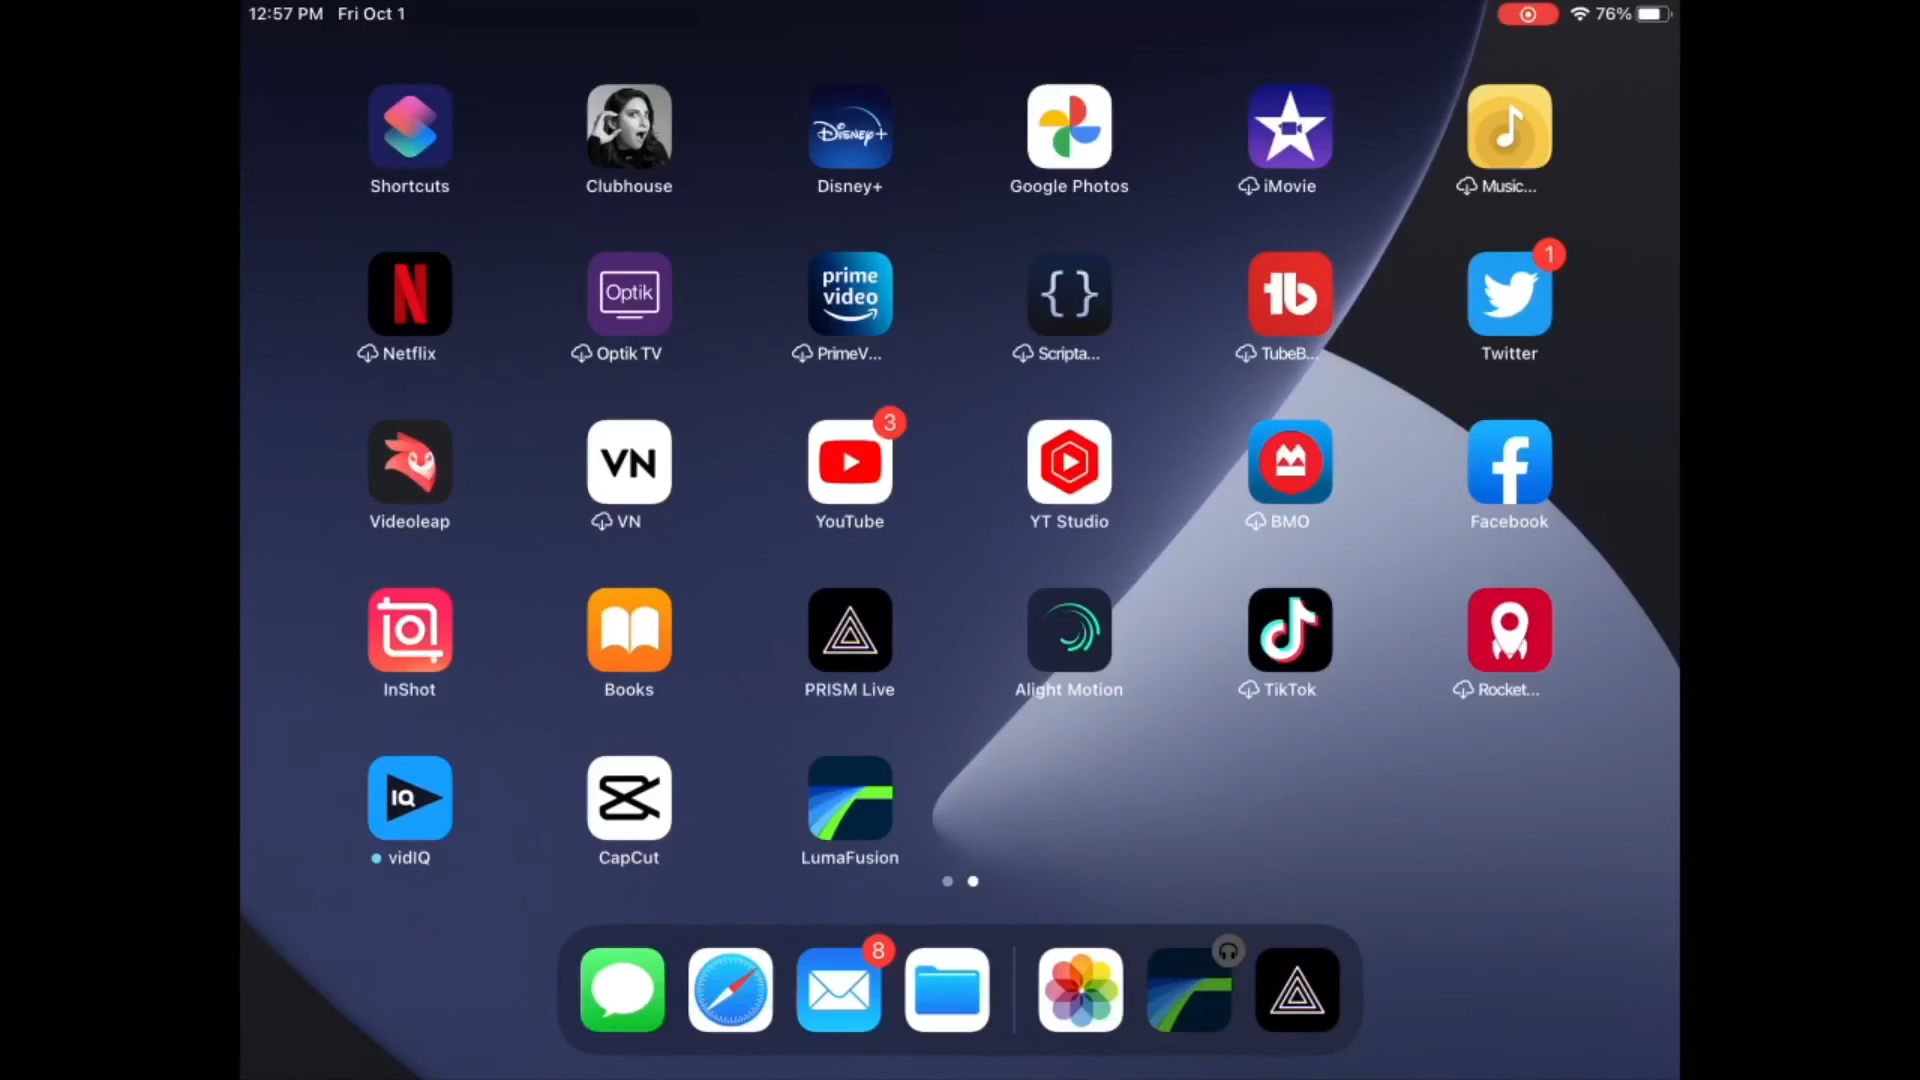 12:57 PM Fri Oct 1
76%
Disney+
Shortcuts
Clubhouse
Disney+
Google Photos
iMovie
Music...
N
Optik
prime
video
{}
tb
1
Netflix
Optik TV
PrimeV...
Scripta...
TubeB...
Twitter
VN
3
f
Videoleap
VN
YouTube
YT Studio
BMO
Facebook
InShot
Books
PRISM Live
Alight Motion
TikTok
Rocket...
IQ
vidIQ
CapCut
LumaFusion
8